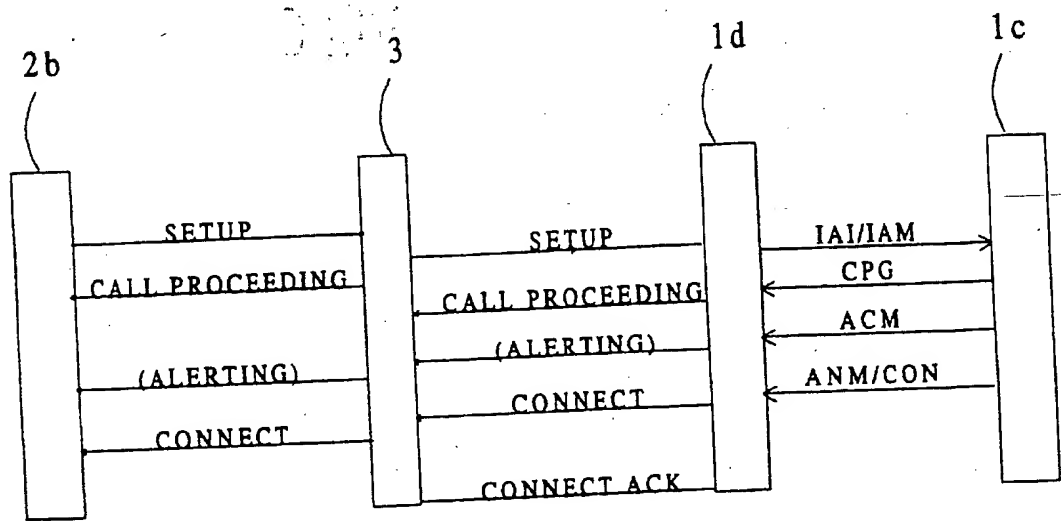 2b
3
1d
1c
SETUP
SETUP
IAI/IAM
CALL PROCEEDING
CALL PROCEEDING
CPG
(ALERTING)
(ALERTING)
ACM
CONNECT
CONNECT
ANM/CON
CONNECT ACK